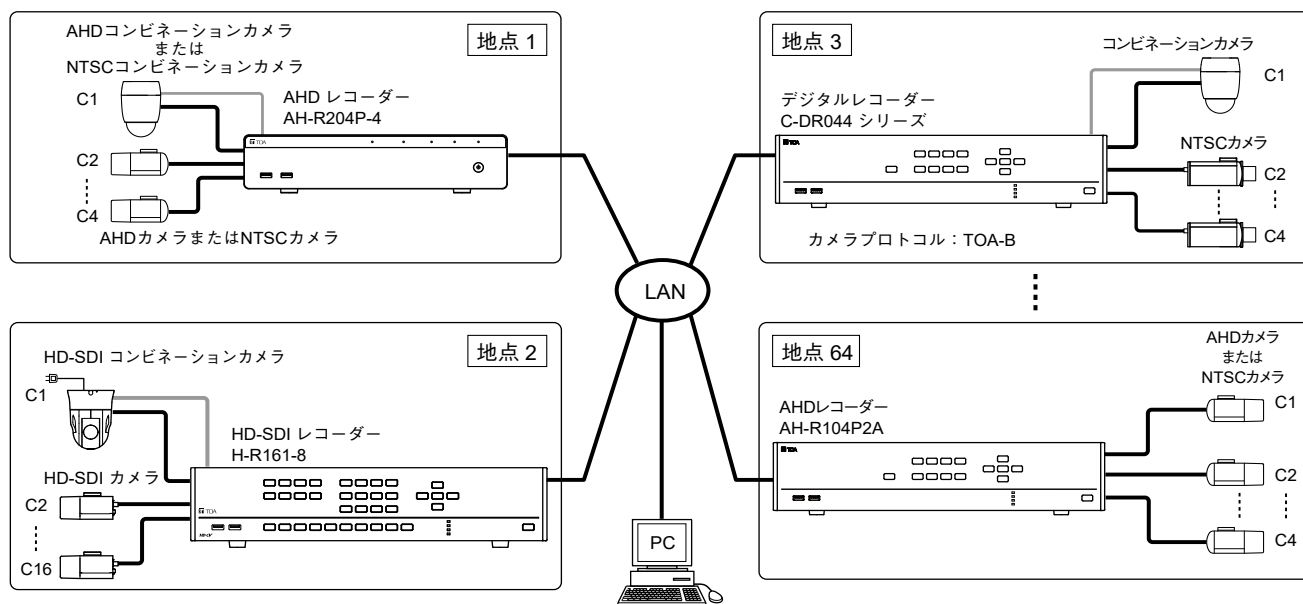 地点 1
AHDコンビネーションカメラ
または
NTSCコンビネーションカメラ
C1
AHD レコーダー
AH-R204P-4
TOA
C2
C4
AHDカメラまたはNTSCカメラ
地点 3
コンビネーションカメラ
C1
デジタルレコーダー
C-DR044 シリーズ
TOA
NTSCカメラ
C2
C4
カメラプロトコル：TOA-B
LAN
地点 2
HD-SDI コンビネーションカメラ
C1
HD-SDI レコーダー
H-R161-8
HD-SDI カメラ
C2
TOA
C16
PC
地点 64
AHDカメラ
または
NTSCカメラ
C1
AHDレコーダー
AH-R104P2A
TOA
C2
C4